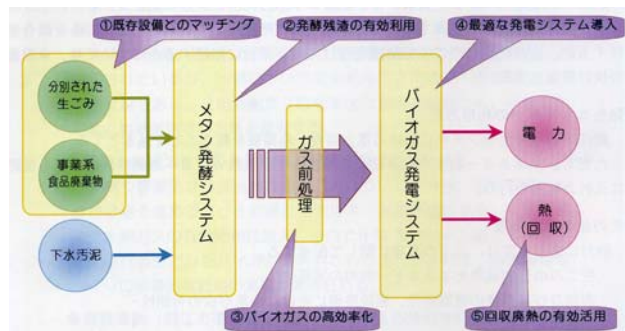 ①既存設備とのマッチング
②発酵残渣の有効利用
④最適な発電システム導入
分別された
生ごみ
事業系
食品廃棄物
下水汚泥
メタン発酵システム
ガス前処理
バイオガス発電システム
電力
熱
(回収)
③バイオガスの高効率化
⑤回収廃熱の有効活用